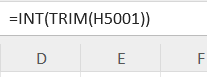 =INT(TRIM(H5001))
D E F